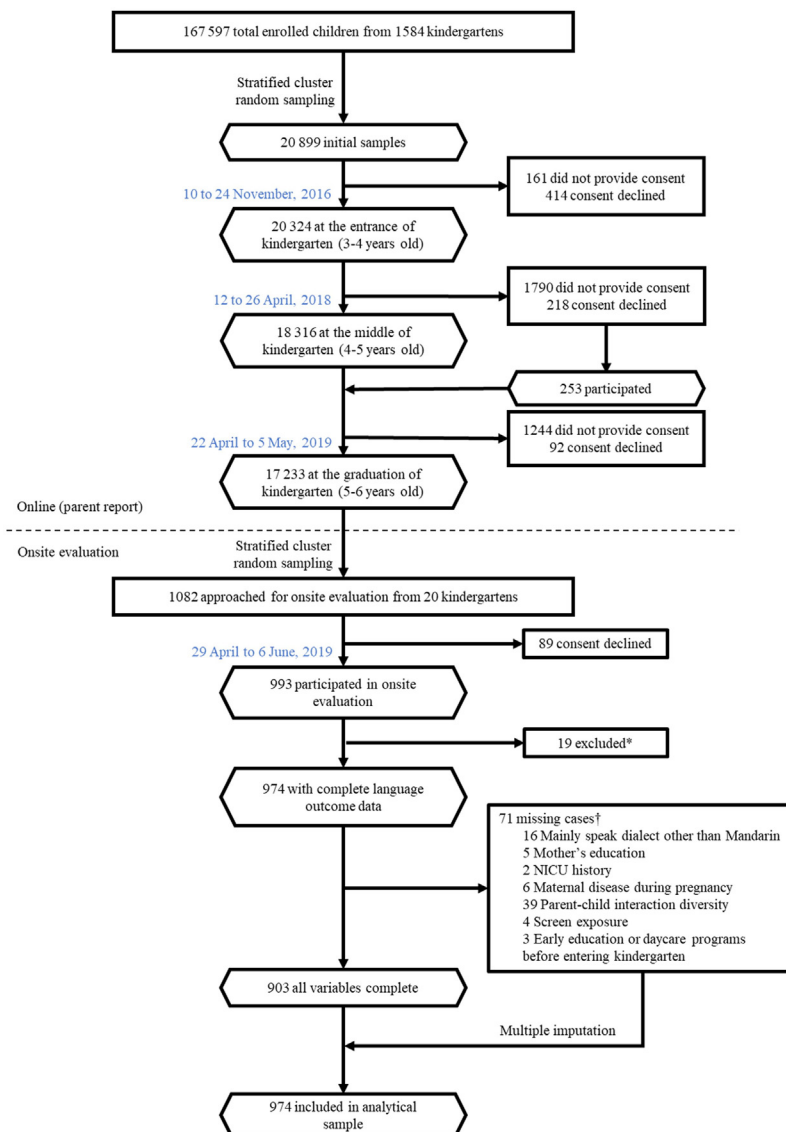 167 597 total enrolled children from 1584 kindergartens
Stratified cluster
random sampling
20 899 initial samples
161 did not provide consent
414 consent declined
10 to 24 November, 2016
20 324 at the entrance of
kindergarten (3-4 years old)
1790 did not provide consent
218 consent declined
12 to 26 April, 2018
18 316 at the middle of
kindergarten (4-5 years old)
253 participated
1244 did not provide consent
92 consent declined
22 April to 5 May, 2019
17 233 at the graduation of
kindergarten (5-6 years old)
Online (parent report)
Onsite evaluation
Stratified cluster
random sampling
1082 approached for onsite evaluation from 20 kindergartens
89 consent declined
29 April to 6 June, 2019
993 participated in onsite
evaluation
19 excluded*
974 with complete language
outcome data
71 missing cases†
16 Mainly speak dialect other than Mandarin
5 Mother's education
2 NICU history
6 Maternal disease during pregnancy
39 Parent-child interaction diversity
4 Screen exposure
3 Early education or daycare programs
before entering kindergarten
903 all variables complete
Multiple imputation
974 included in analytical
sample